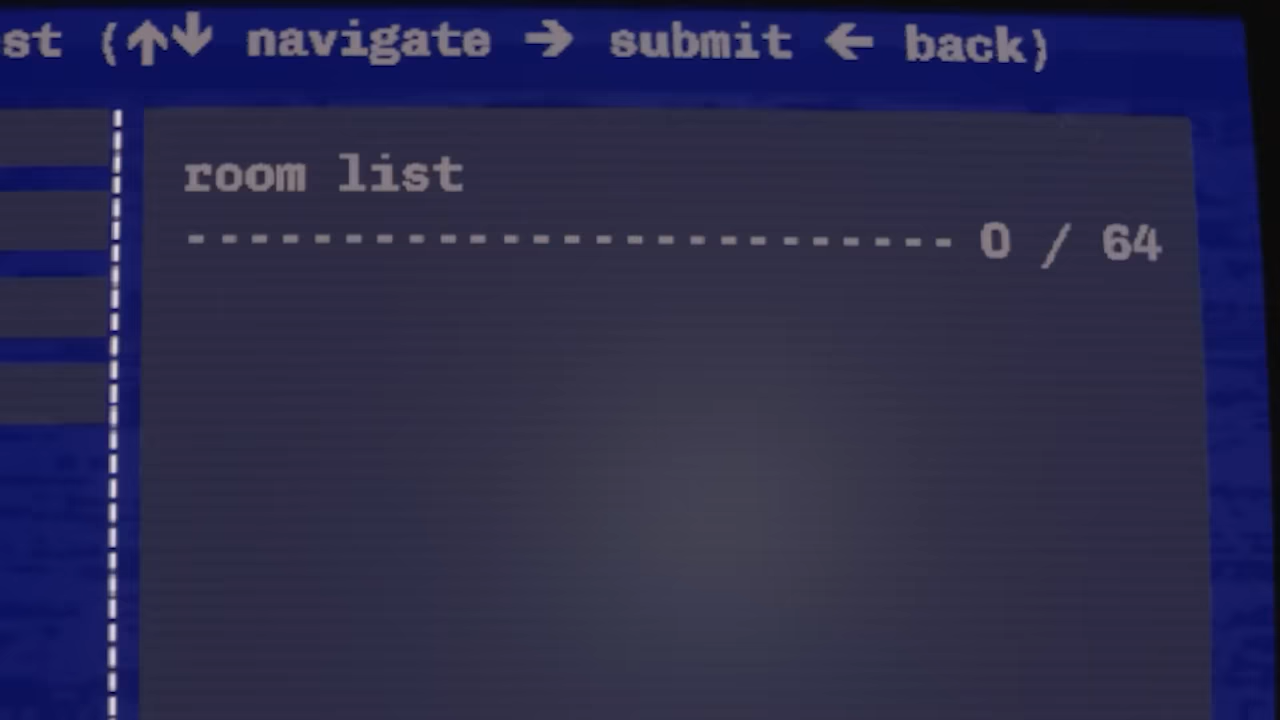 st (↑↓ navigate → submit ← back)
room list
------------------------- 0 / 64